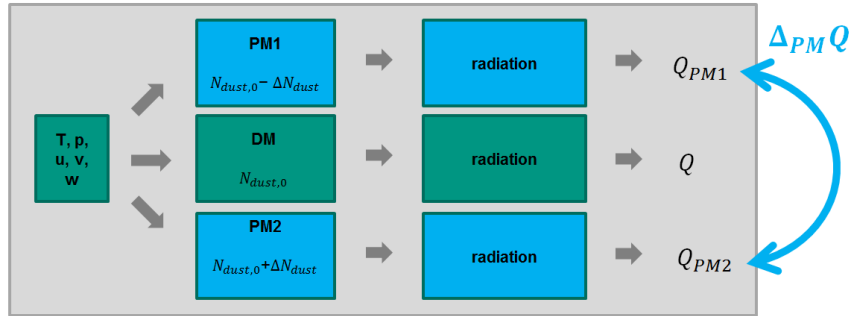 PM1
N_{dust,0} − ΔN_{dust}
radiation
Q_{PM1}
Δ_{PM}Q
T, p,
u, v,
w
DM
N_{dust,0}
radiation
Q
PM2
N_{dust,0}+ΔN_{dust}
radiation
Q_{PM2}